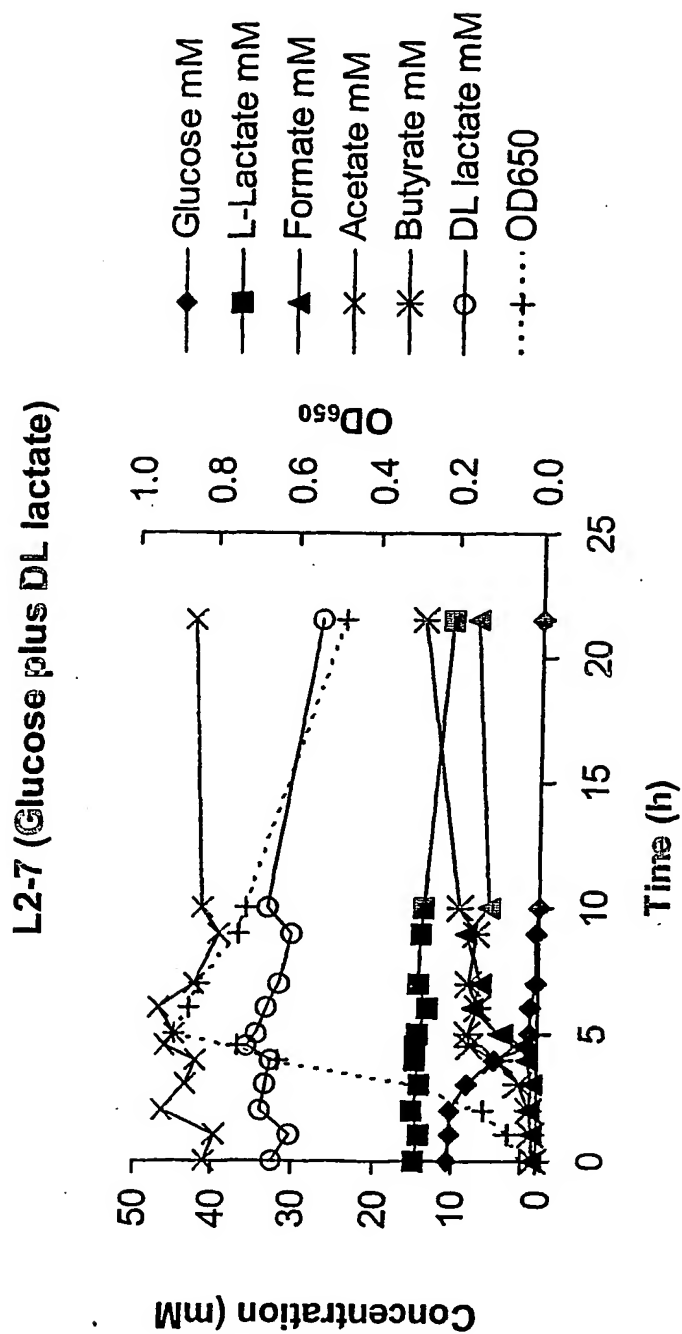 L2-7 (Glucose plus DL lactate)
Concentration (mM)
50
40
30
20
10
0
1.0
0.8
0.6
0.4
0.2
0.0
OD650
0
5
10
15
20
25
Time (h)
Glucose mM
L-Lactate mM
Formate mM
Acetate mM
Butyrate mM
DL lactate mM
OD650